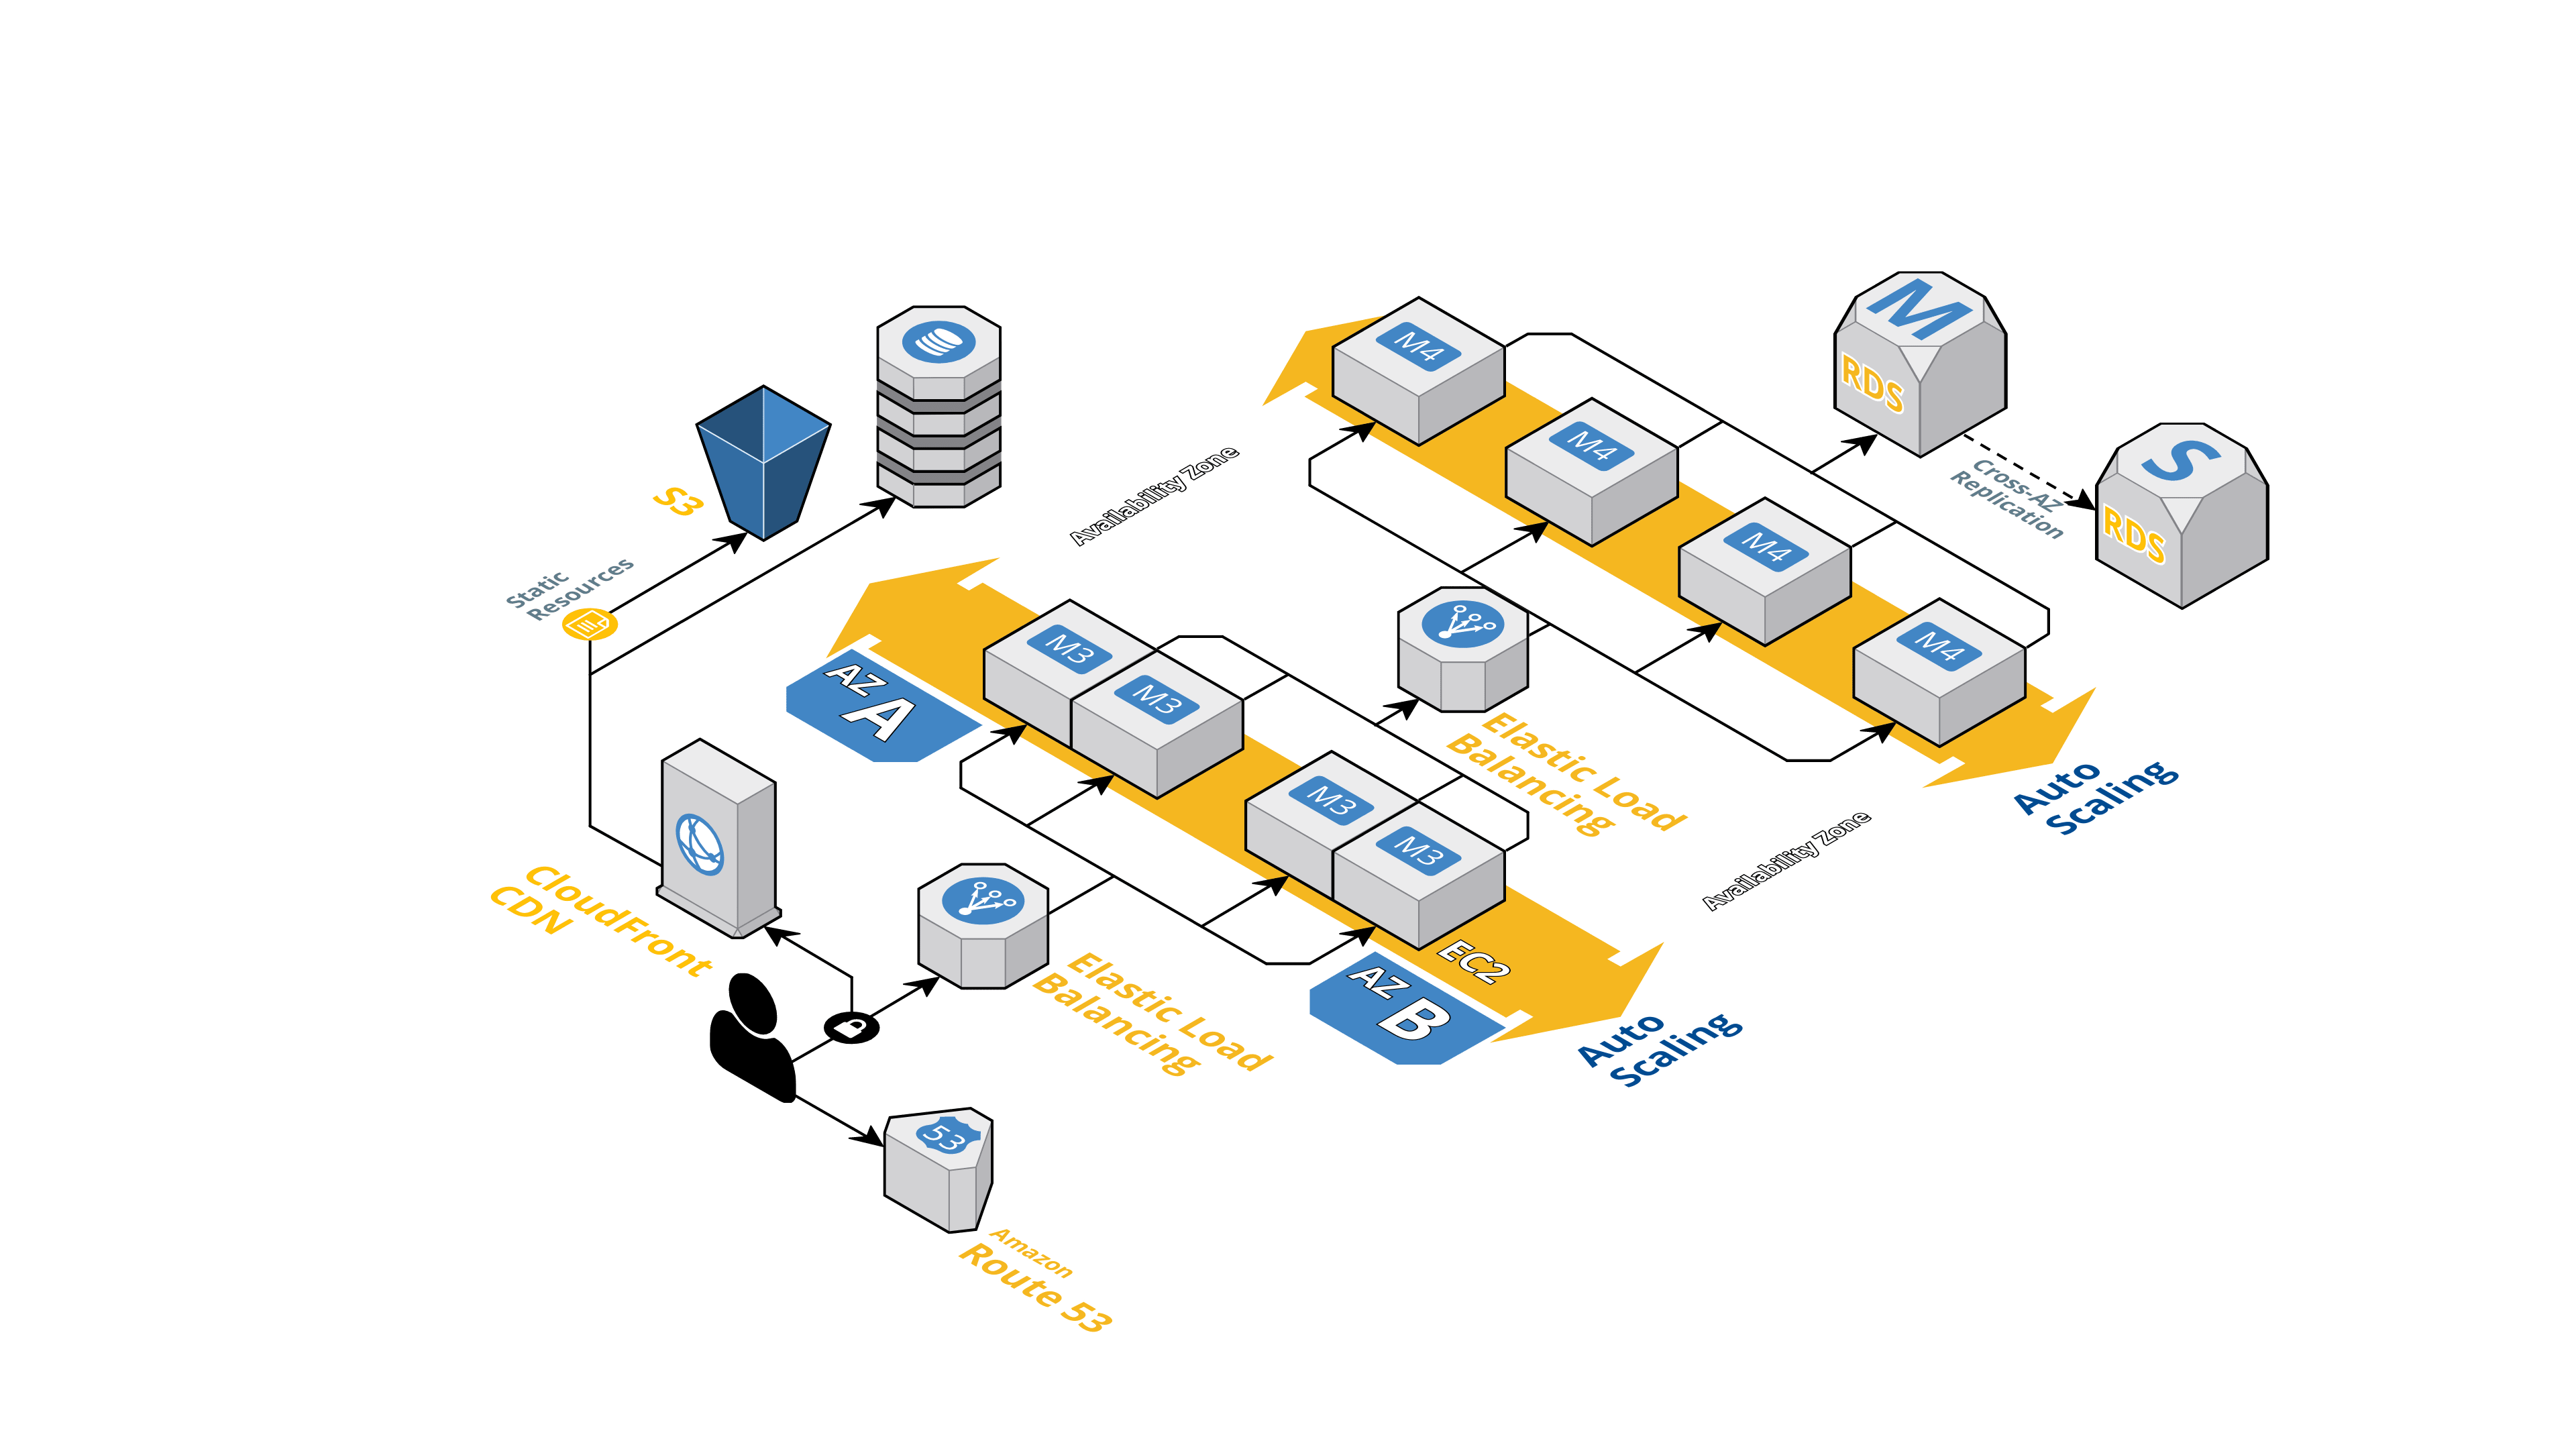 M
RDS
S
RDS
Cross-AZ
Replication
M4
M4
M4
M4
Auto
Scaling
Availability Zone
Availability Zone
S3
Static
Resources
M3
M3
M3
M3
AZ A
AZ B
EC2
Auto
Scaling
Elastic Load
Balancing
Elastic Load
Balancing
CloudFront
CDN
53
Amazon
Route 53